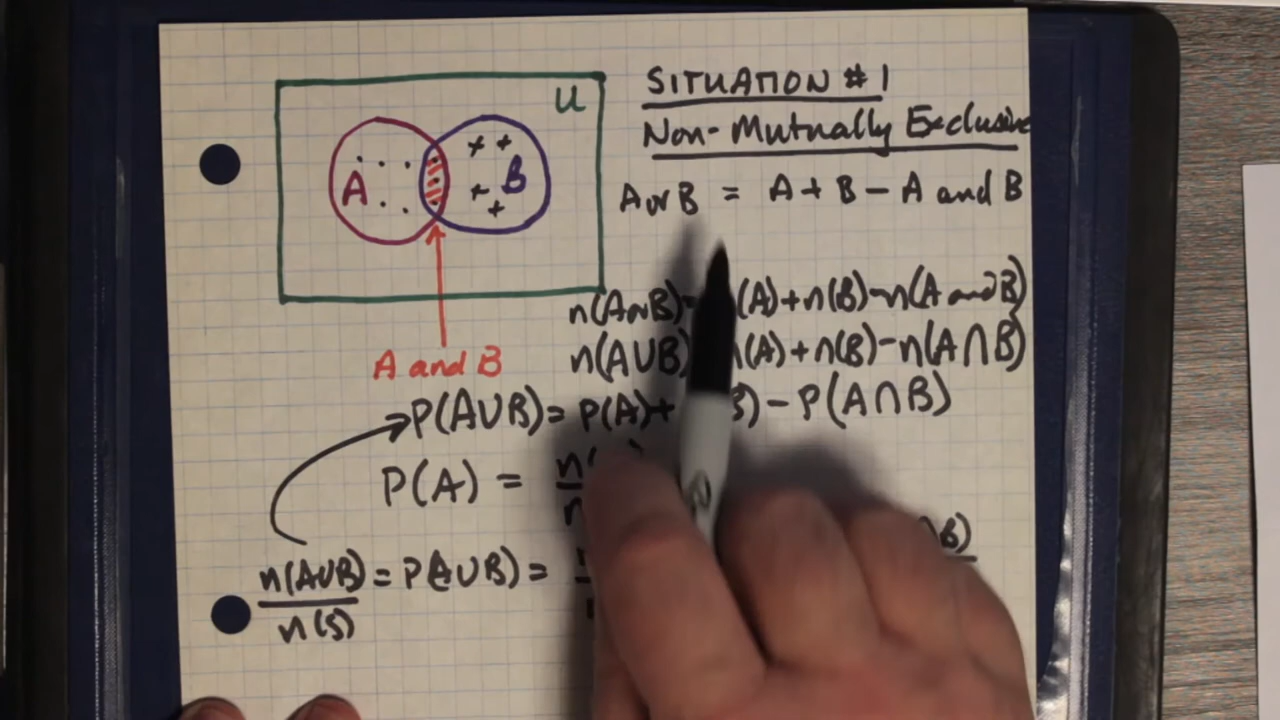 U
A
B
A and B
SITUATION #1
Non-Mutually Exclusive
A or B = A + B - A and B
n(A or B)= (A)+n(B)-n(A and B)
n(A∪B) (A)+n(B)-n(A∩B)
P(A∪B)= P(A)+ B)-P(A∩B)
P(A) = n
n(A∪B) = P(A∪B) =
n(S)
∩B)